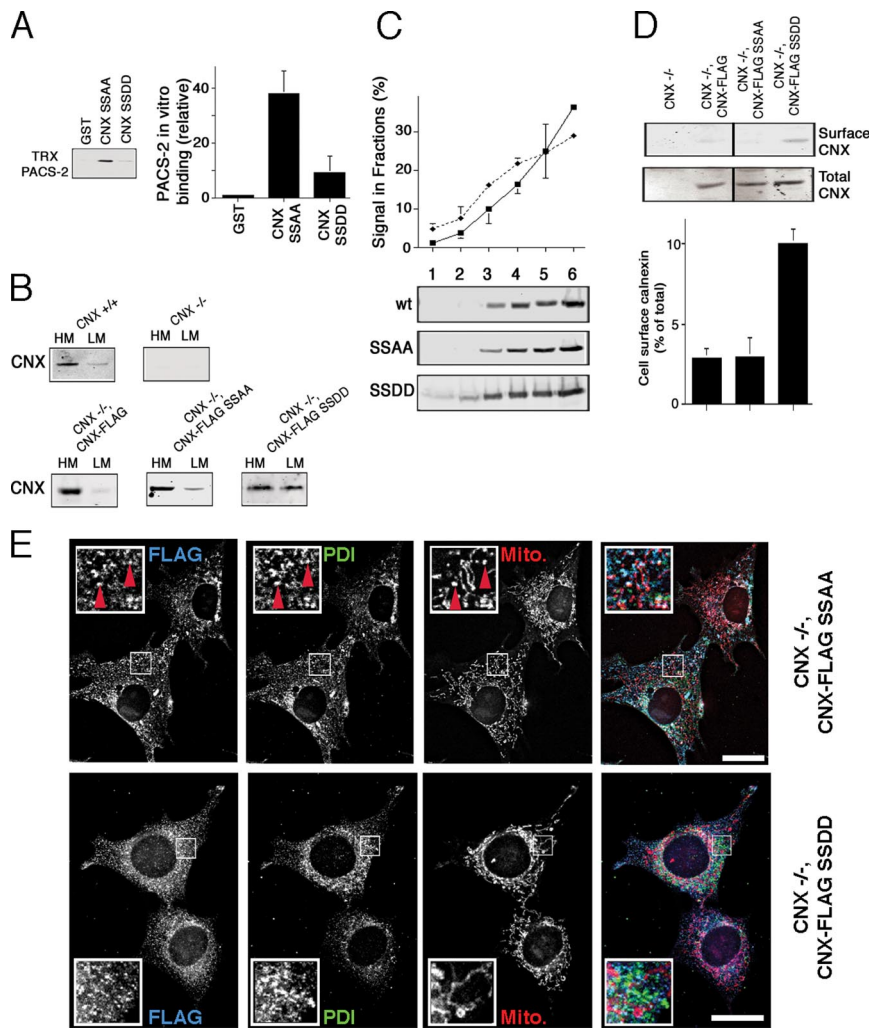 A
GST
CNX SSAA
CNX SSDD
TRX
PACS-2
PACS-2 in vitro
binding (relative)
40
20
0
GST
CNX
SSAA
CNX
SSDD
B
CNX +/+
CNX -/-
HM LM
HM LM
CNX
CNX -/-,
CNX-FLAG
CNX -/-,
CNX-FLAG SSAA
CNX -/-,
CNX-FLAG SSDD
HM LM
HM LM
HM LM
CNX
C
Signal in Fractions (%)
30
20
10
0
1 2 3 4 5 6
wt
SSAA
SSDD
D
CNX -/-
CNX -/-,
CNX-FLAG
CNX -/-,
CNX-FLAG SSAA
CNX -/-,
CNX-FLAG SSDD
Surface
CNX
Total
CNX
Cell surface calnexin
(% of total)
10
5
0
E
FLAG
PDI
Mito.
CNX -/-,
CNX-FLAG SSAA
FLAG
PDI
Mito.
CNX -/-,
CNX-FLAG SSDD